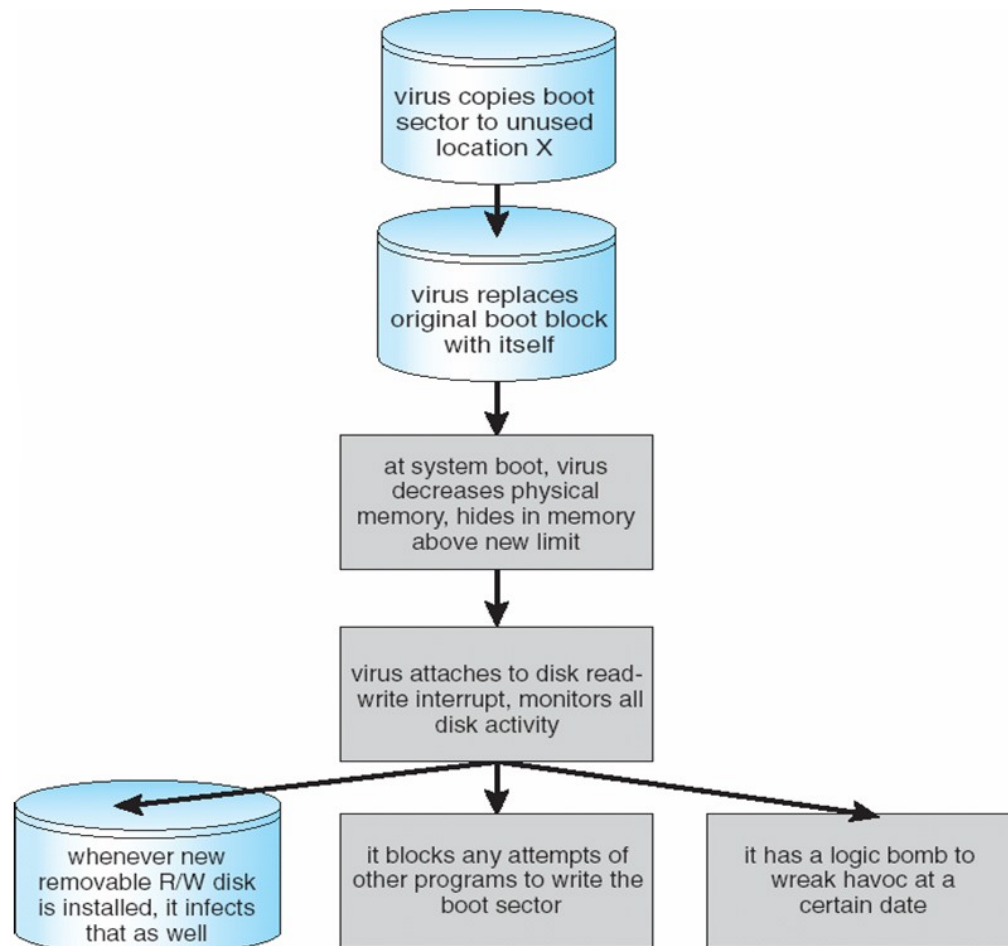 virus copies boot
sector to unused
location X
virus replaces
original boot block
with itself
at system boot, virus
decreases physical
memory, hides in memory
above new limit
virus attaches to disk read-
write interrupt, monitors all
disk activity
whenever new
removable R/W disk
is installed, it infects
that as well
it blocks any attempts of
other programs to write the
boot sector
it has a logic bomb to
wreak havoc at a
certain date